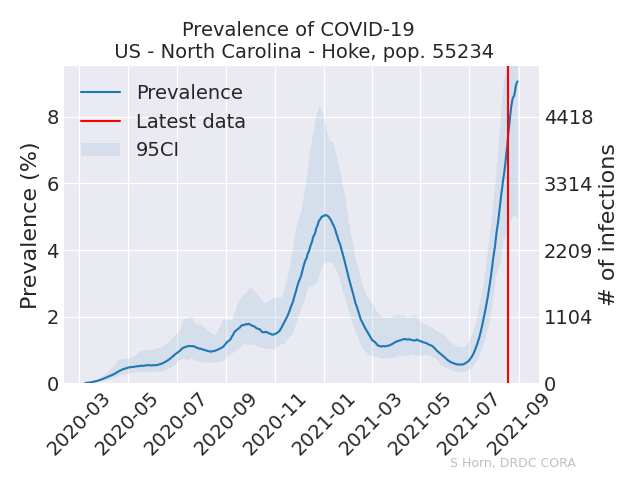 Prevalence of COVID-19
US - North Carolina - Hoke, pop. 55234
Prevalence
Latest data
95CI
Prevalence (%)
8
6
4
2
0
4418
3314
2209
1104
0
# of infections
2020-03
2020-05
2020-07
2020-09
2020-11
2021-01
2021-03
2021-05
2021-07
2021-09
S Horn, DRDC CORA